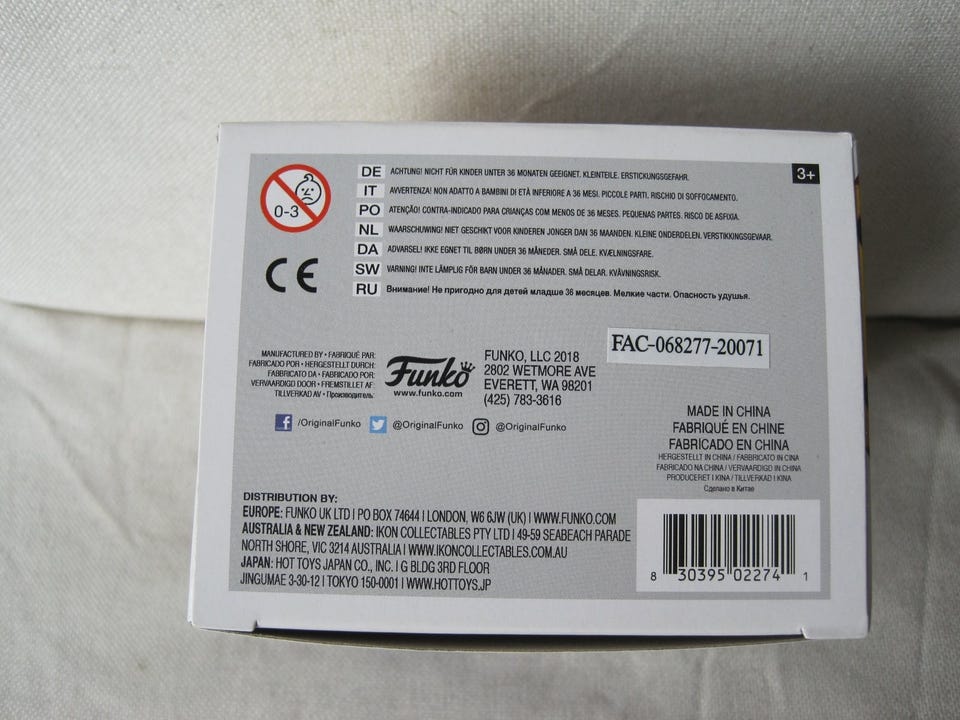 0-3
DE ACHTUNG! NICHT FÜR KINDER UNTER 36 MONATEN GEEIGNET. KLEINTEILE. ERSTICKUNGSGEFAHR.
3+
IT AVVERTENZA! NON ADATTO A BAMBINI DI ETÀ INFERIORE A 36 MESI. PICCOLE PARTI. RISCHIO DI SOFFOCAMENTO.
PO ATENÇÃO! CONTRA-INDICADO PARA CRIANÇAS COM MENOS DE 36 MESES. PEQUENAS PARTES. RISCO DE ASFIXIA.
NL WAARSCHUWING! NIET GESCHIKT VOOR KINDEREN JONGER DAN 36 MAANDEN. KLEINE ONDERDELEN. VERSTIKKINGSGEVAAR.
DA ADVARSEL! IKKE EGNET TIL BØRN UNDER 36 MÅNEDER. SMÅ DELE. KVÆLNINGSFARE.
SW VARNING! INTE LÄMPLIG FÖR BARN UNDER 36 MÅNADER. SMÅ DELAR. KVÄVNINGSRISK.
RU Внимание! Не пригодно для детей младше 36 месяцев. Мелкие части. Опасность удушья.
CE
MANUFACTURED BY • FABRIQUÉ PAR:
FABRICADO POR • HERGESTELLT DURCH:
FABBRICATO DA • FABRICADO POR:
VERVAARDIGD DOOR • FREMSTILLET AF:
TILLVERKAD AV • Производитель:
Funko
www.funko.com
FUNKO, LLC 2018
2802 WETMORE AVE
EVERETT, WA 98201
(425) 783-3616
FAC-068277-20071
f /OriginalFunko @OriginalFunko @OriginalFunko
MADE IN CHINA
FABRIQUÉ EN CHINE
FABRICADO EN CHINA
HERGESTELLT IN CHINA / FABBRICATO IN CINA
FABRICADO NA CHINA / VERVAARDIGD IN CHINA
PRODUCERET I KINA / TILLVERKAD I KINA
Сделано в Китае
DISTRIBUTION BY:
EUROPE: FUNKO UK LTD I PO BOX 74644 I LONDON, W6 6JW (UK) I WWW.FUNKO.COM
AUSTRALIA & NEW ZEALAND: IKON COLLECTABLES PTY LTD I 49-59 SEABEACH PARADE
NORTH SHORE, VIC 3214 AUSTRALIA I WWW.IKONCOLLECTABLES.COM.AU
JAPAN: HOT TOYS JAPAN CO., INC. I G BLDG 3RD FLOOR
JINGUMAE 3-30-12 I TOKYO 150-0001 I WWW.HOTTOYS.JP
8 30395 02274 1